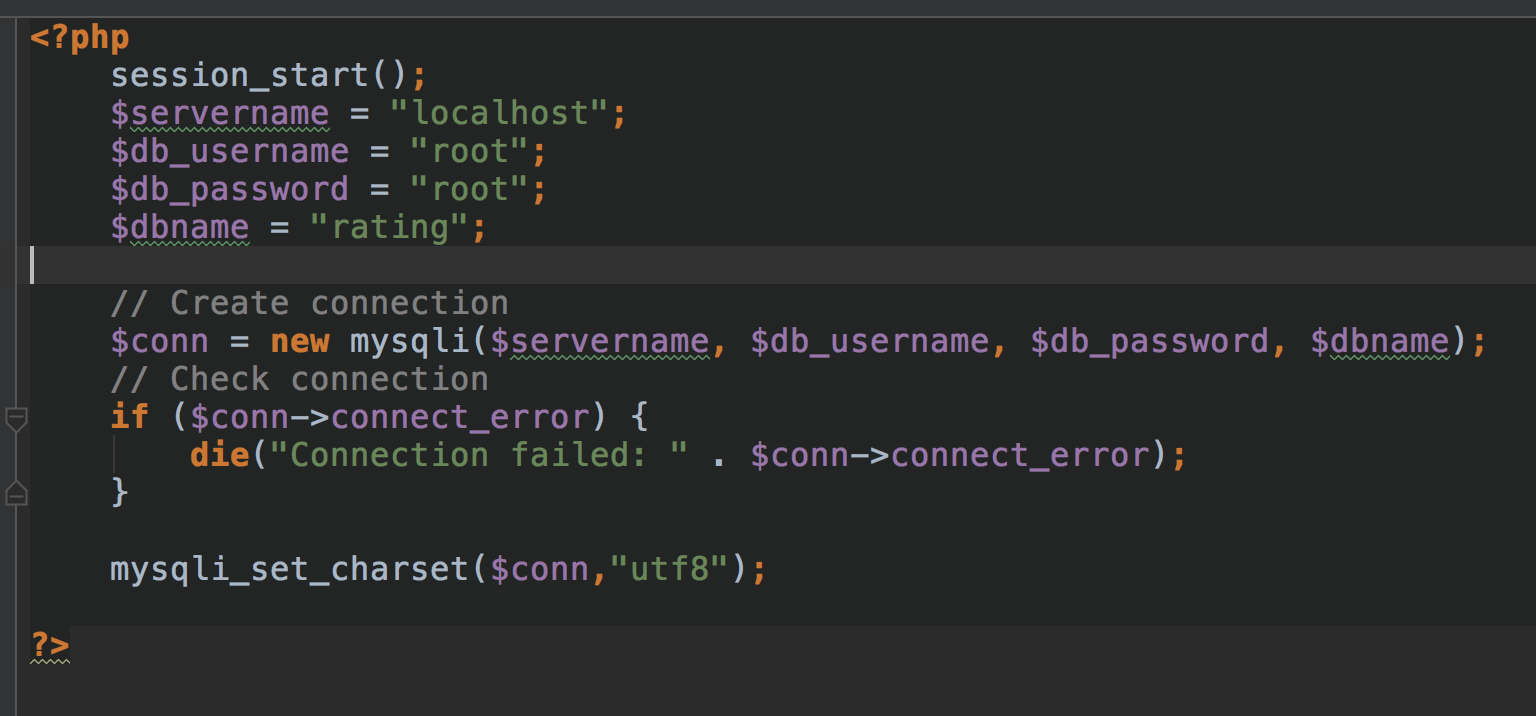 <?php
session_start();
$servername = "localhost";
$db_username = "root";
$db_password = "root";
$dbname = "rating";
// Create connection
$conn = new mysqli($servername, $db_username, $db_password, $dbname);
// Check connection
if ($conn->connect_error) {
die("Connection failed: " . $conn->connect_error);
}
mysqli_set_charset($conn,"utf8");
?>